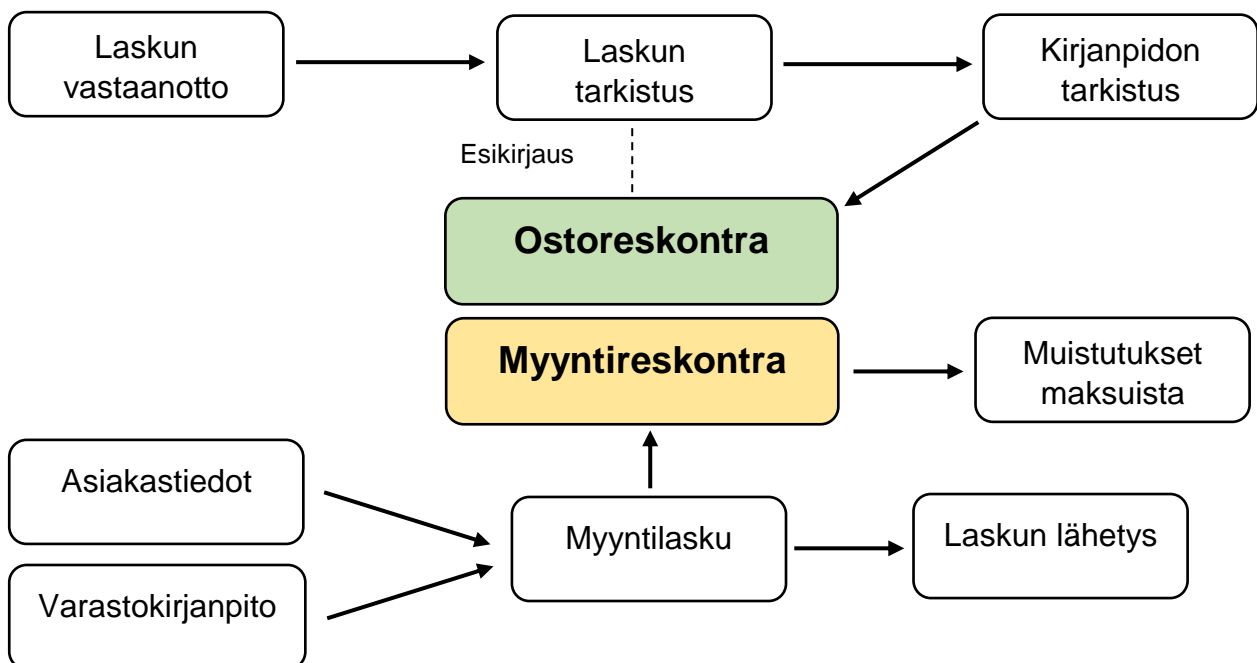 Laskun
vastaanotto
Laskun
tarkistus
Kirjanpidon
tarkistus
Esikirjaus
Ostoreskontra
Myyntireskontra
Muistutukset
maksuista
Asiakastiedot
Myyntilasku
Laskun lähetys
Varastokirjanpito